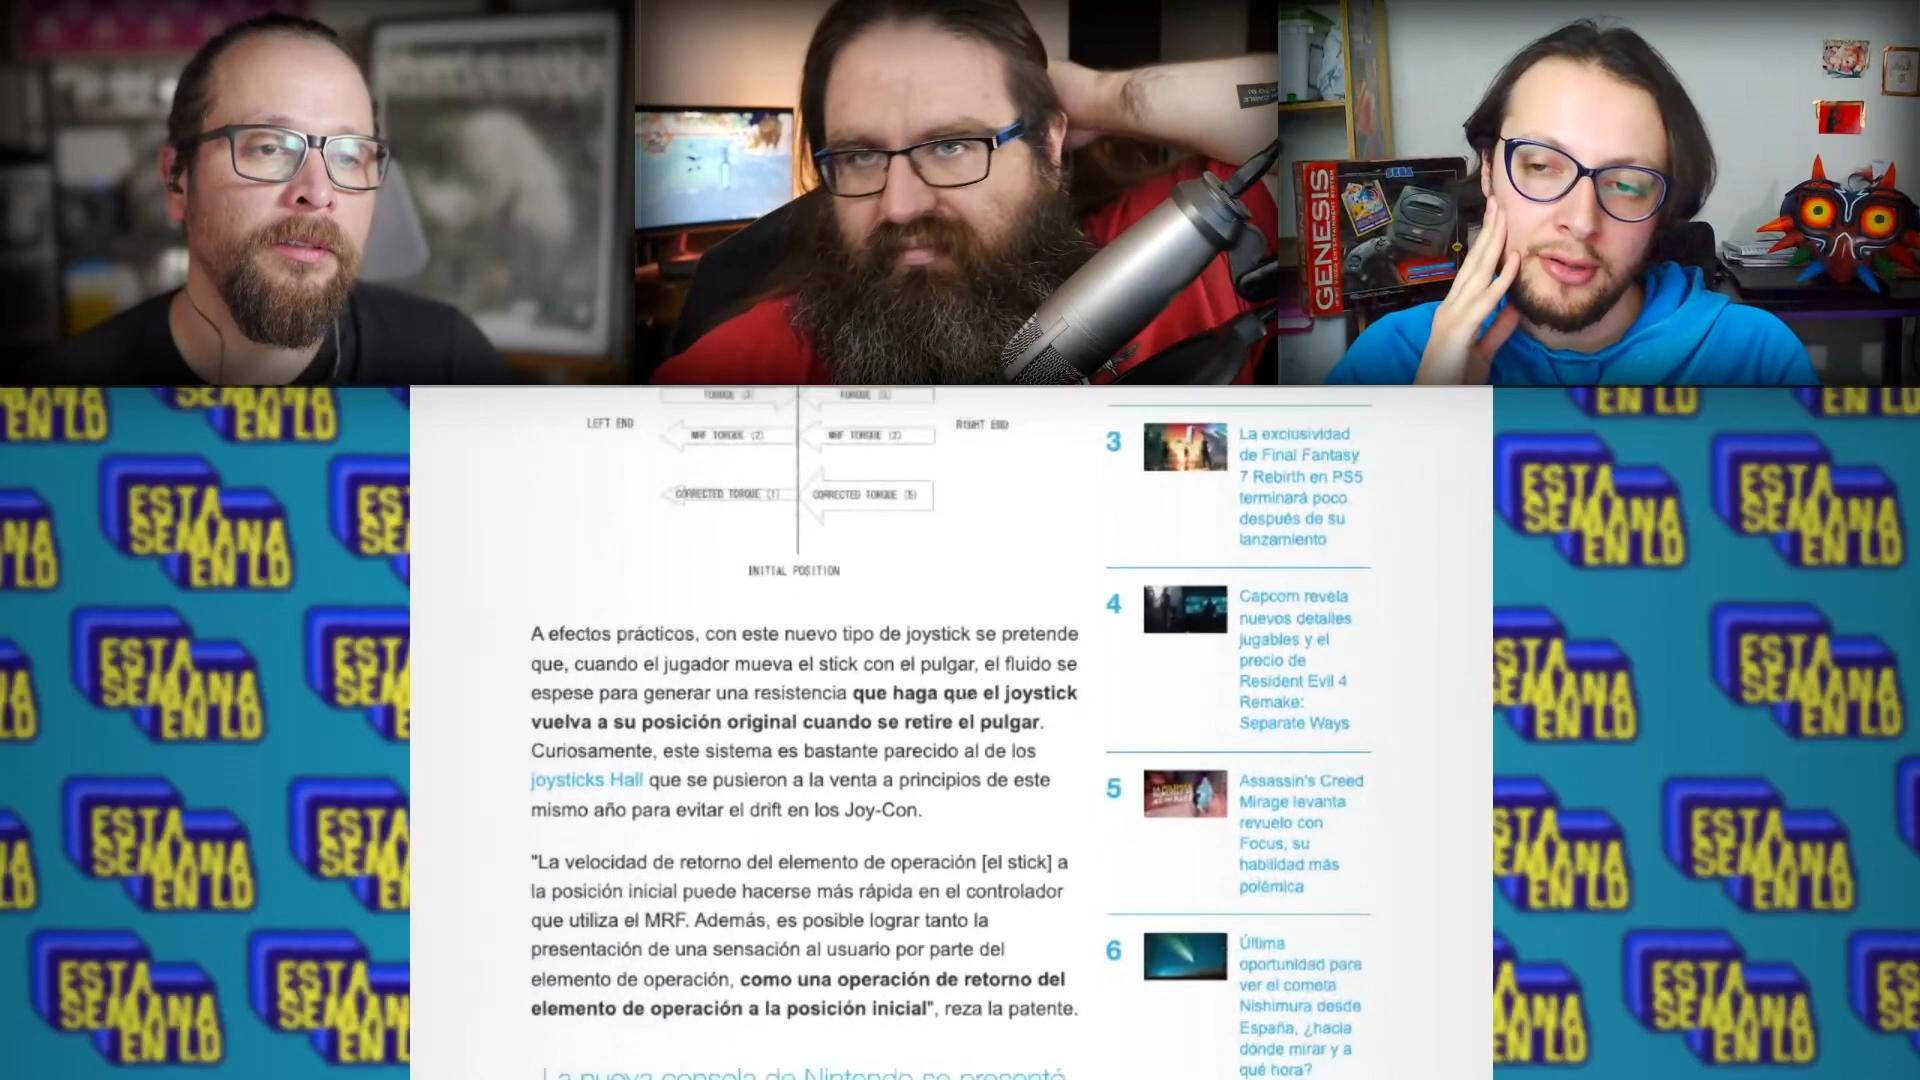 SEGA
GENESIS
LEFT END
RIGHT END
MRF TORQUE (2)
MRF TORQUE (2)
CORRECTED TORQUE (1)
CORRECTED TORQUE (5)
INITIAL POSITION
A efectos prácticos, con este nuevo tipo de joystick se pretende
que, cuando el jugador mueva el stick con el pulgar, el fluido se
espese para generar una resistencia que haga que el joystick
vuelva a su posición original cuando se retire el pulgar.
Curiosamente, este sistema es bastante parecido al de los
joysticks Hall que se pusieron a la venta a principios de este
mismo año para evitar el drift en los Joy-Con.
"La velocidad de retorno del elemento de operación [el stick] a
la posición inicial puede hacerse más rápida en el controlador
que utiliza el MRF. Además, es posible lograr tanto la
presentación de una sensación al usuario por parte del
elemento de operación, como una operación de retorno del
elemento de operación a la posición inicial", reza la patente.
La nueva consola de Nintendo se presentó
3
La exclusividad
de Final Fantasy
7 Rebirth en PS5
terminará poco
después de su
lanzamiento
4
Capcom revela
nuevos detalles
jugables y el
precio de
Resident Evil 4
Remake:
Separate Ways
5
Assassin's Creed
Mirage levanta
revuelo con
Focus, su
habilidad más
polémica
6
Última
oportunidad para
ver el cometa
Nishimura desde
España, ¿hacia
dónde mirar y a
qué hora?
ESTA
SEMANA
EN LD